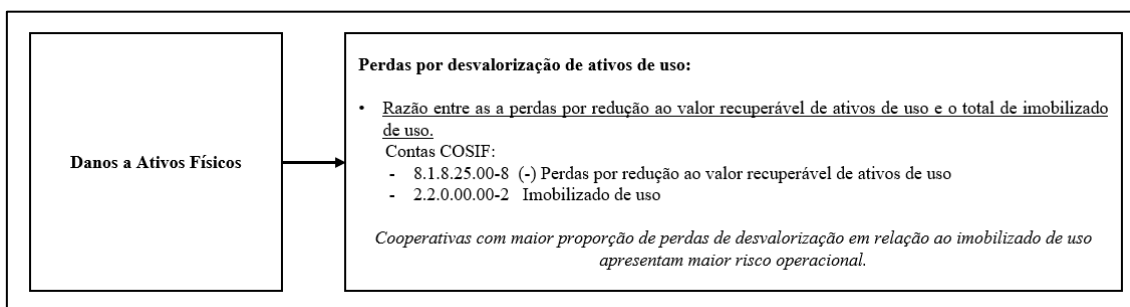 Danos a Ativos Físicos
Perdas por desvalorização de ativos de uso:
• Razão entre as a perdas por redução ao valor recuperável de ativos de uso e o total de imobilizado
de uso.
Contas COSIF:
- 8.1.8.25.00-8 (-) Perdas por redução ao valor recuperável de ativos de uso
- 2.2.0.00.00-2 Imobilizado de uso
Cooperativas com maior proporção de perdas de desvalorização em relação ao imobilizado de uso
apresentam maior risco operacional.